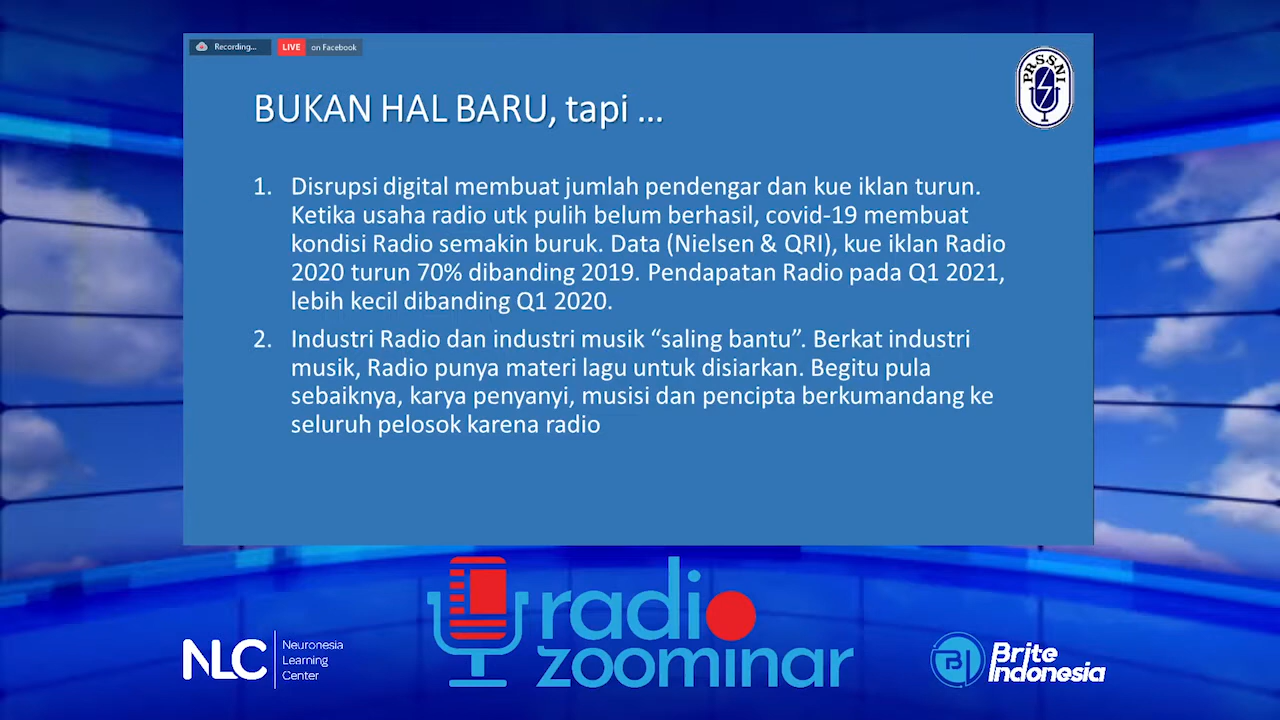 Recording...
LIVE on Facebook
PRSSNI
BUKAN HAL BARU, tapi ...
1. Disrupsi digital membuat jumlah pendengar dan kue iklan turun.
Ketika usaha radio utk pulih belum berhasil, covid-19 membuat
kondisi Radio semakin buruk. Data (Nielsen & QRI), kue iklan Radio
2020 turun 70% dibanding 2019. Pendapatan Radio pada Q1 2021,
lebih kecil dibanding Q1 2020.
2. Industri Radio dan industri musik “saling bantu”. Berkat industri
musik, Radio punya materi lagu untuk disiarkan. Begitu pula
sebaiknya, karya penyanyi, musisi dan pencipta berkumandang ke
seluruh pelosok karena radio
NLC
Neuronesia
Learning
Center
radio
zoominar
BI
Brite
Indonesia